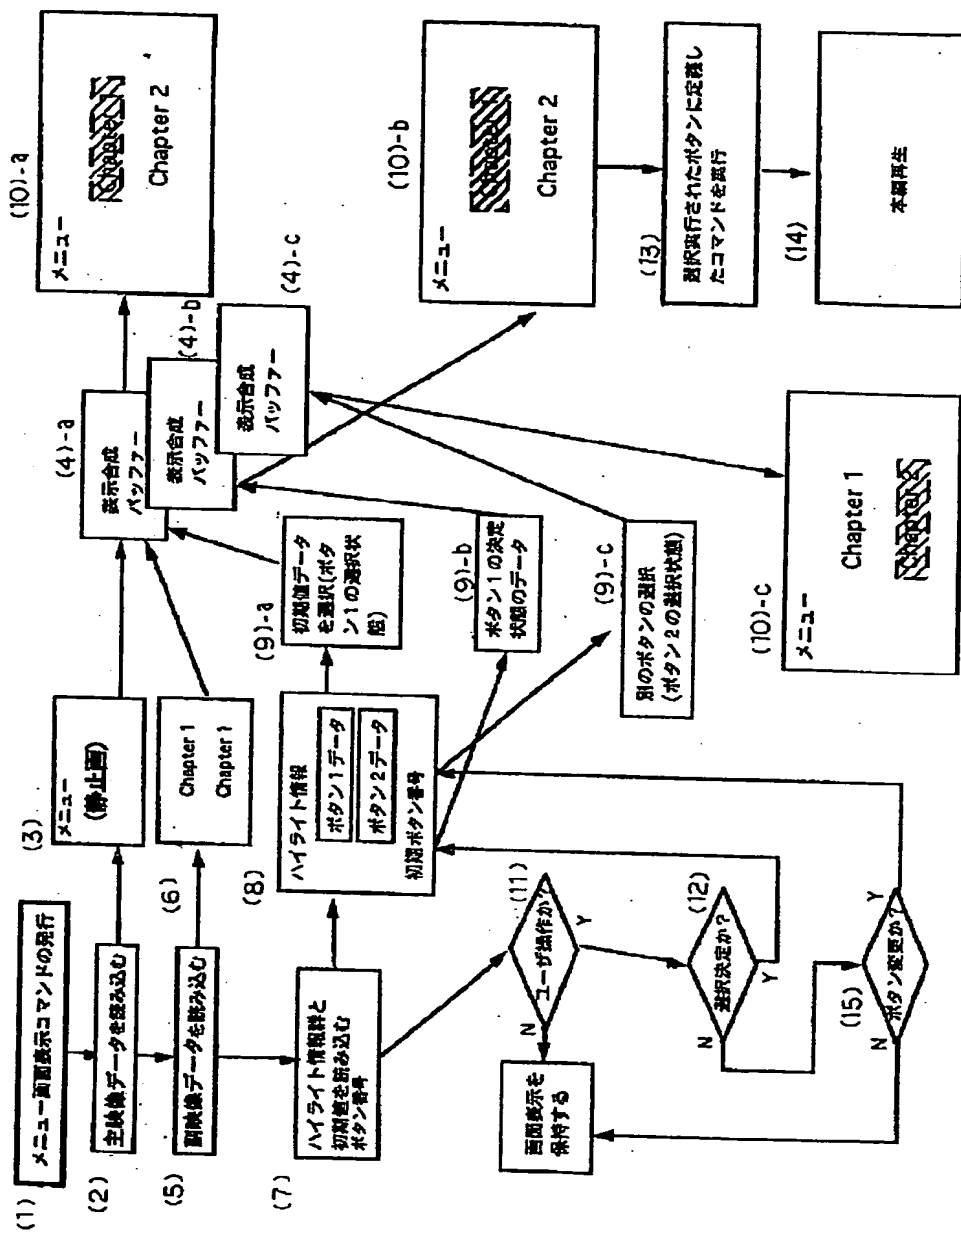 (1)
メニュー画面表示コマンドの発行
(2)
主映像データを読み込む
(3)
メニュー
(静止画)
(4)-a
表示合成
バッファー
(4)-b
表示合成
バッファー
(4)-c
表示合成
バッファー
(5)
副映像データを読み込む
(6)
Chapter 1
Chapter 1
(7)
ハイライト情報群と
初期値を読み込む
ボタン番号
(8)
ハイライト情報
ボタン1データ
ボタン2データ
初期ボタン番号
(9)-a
初期値データ
を選択(ボタ
ン1の選択状
態)
(9)-b
ボタン1の決定
状態のデータ
(9)-c
別のボタンの選択
(ボタン2の選択状態)
(10)-a
メニュー
Chapter 1
Chapter 2
(10)-b
メニュー
Chapter 2
(10)-c
メニュー
Chapter 1
Chapter 2
(11)
ユーザ操作か?
N
Y
画面表示を
保持する
(12)
選択決定か?
N
Y
(13)
選択実行されたボタンに定義し
たコマンドを実行
(14)
本編再生
(15)
ボタン変更か?
N
Y